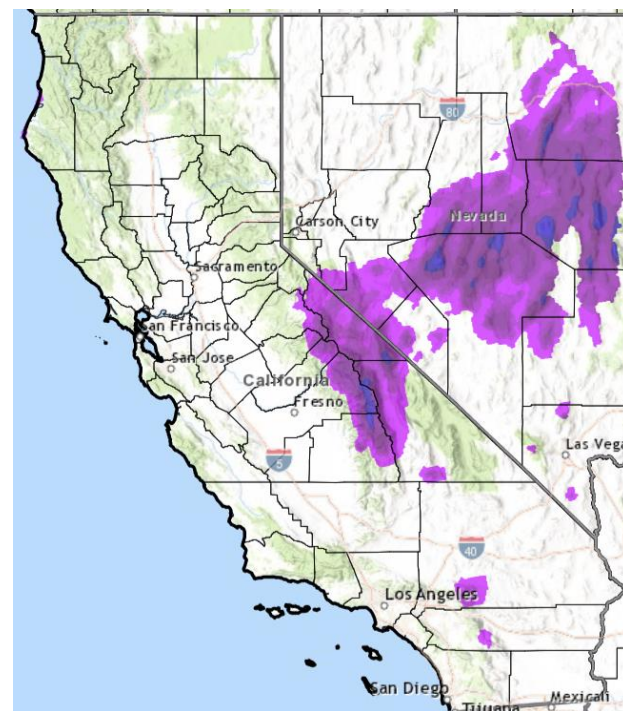 80
Carson City
Nevada
Sacramento
San Francisco
San Jose
California
Fresno
5
Las Vega
40
Los Angeles
San Diego
Tijuana
Mexicali